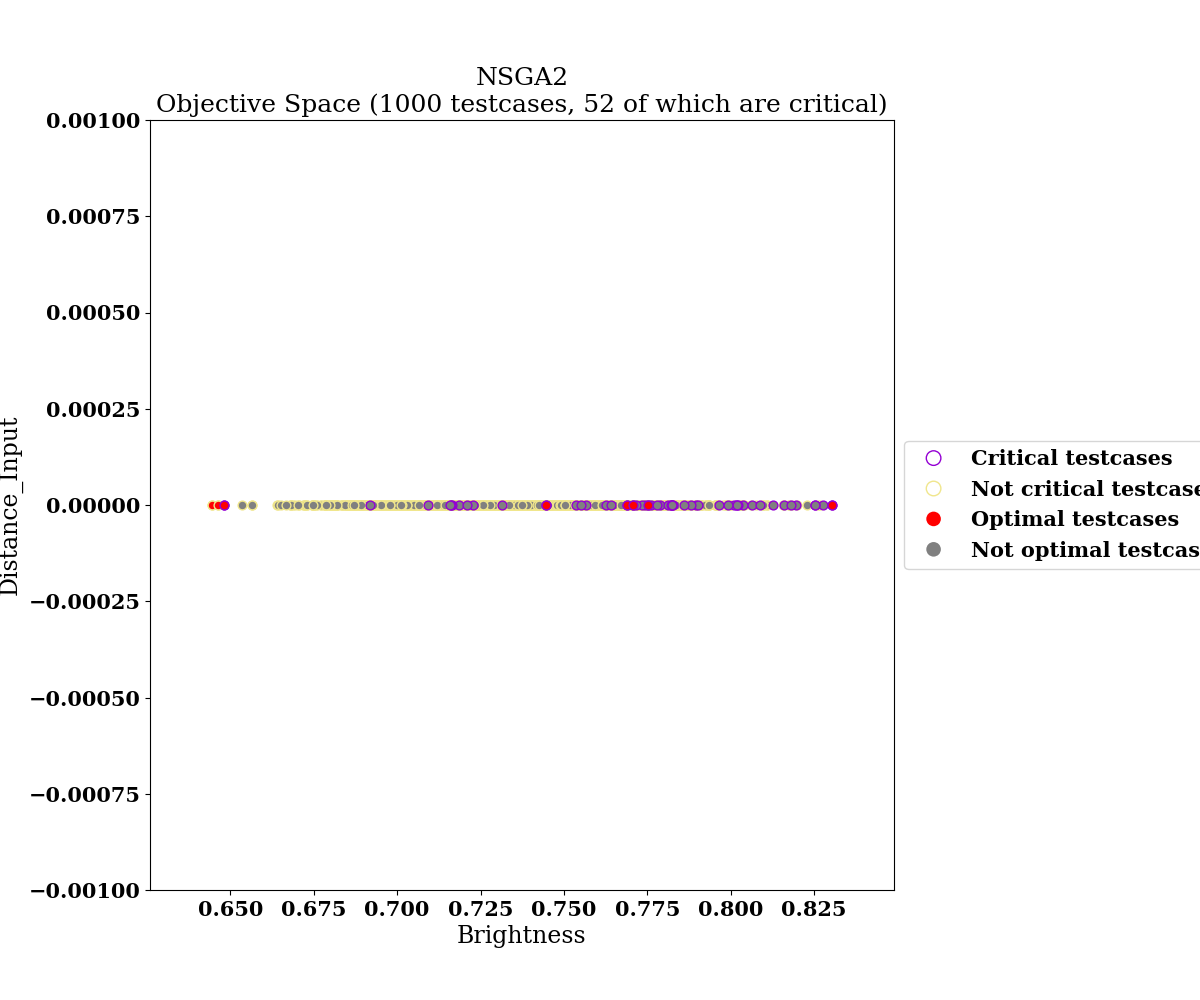 NSGA2
Objective Space (1000 testcases, 52 of which are critical)
0.00100
0.00075
0.00050
0.00025
0.00000
−0.00025
−0.00050
−0.00075
−0.00100
Distance_Input
0.650 0.675 0.700 0.725 0.750 0.775 0.800 0.825
Brightness
Critical testcases
Not critical testcase
Optimal testcases
Not optimal testcas